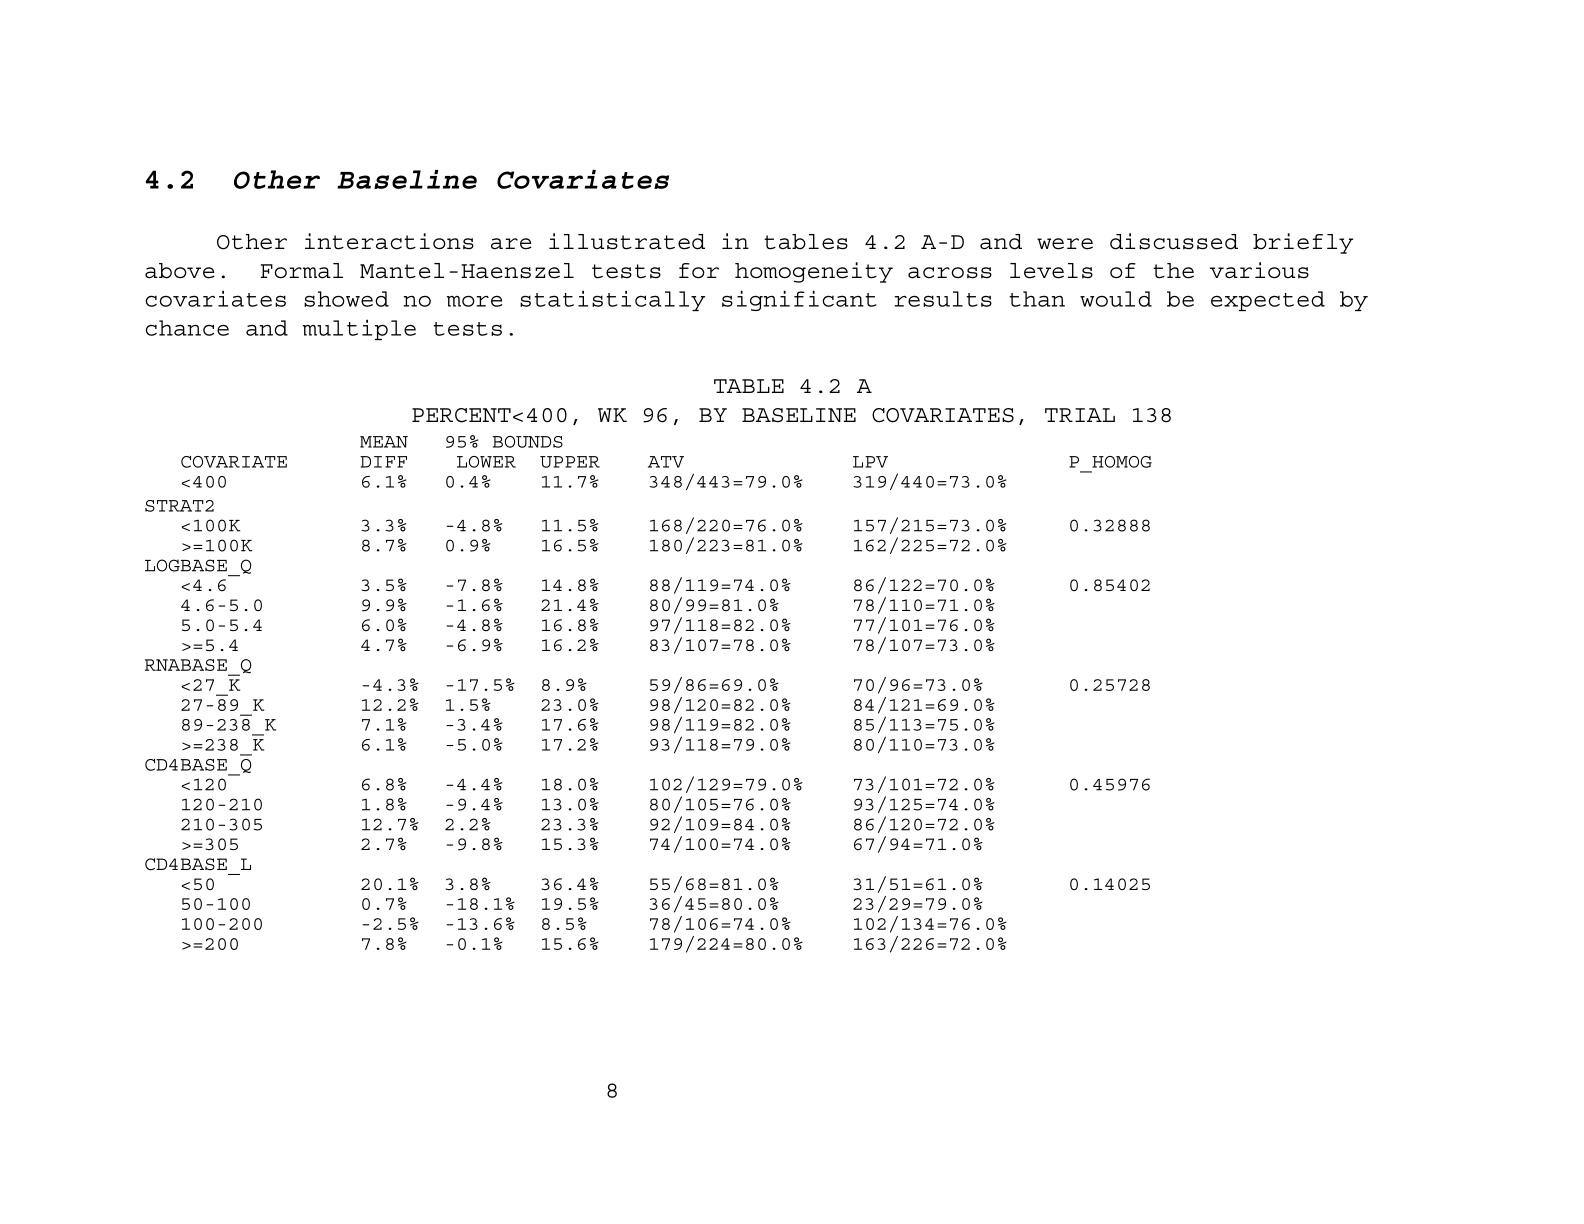 4.2 Other Baseline Covariates
Other interactions are illustrated in tables 4.2 A-D and were discussed briefly
above. Formal Mantel-Haenszel tests for homogeneity across levels of the various
covariates showed no more statistically significant results than would be expected by
chance and multiple tests.
TABLE 4.2 A
PERCENT<400, WK 96, BY BASELINE COVARIATES, TRIAL 138
MEAN 95% BOUNDS
COVARIATE DIFF LOWER UPPER ATV LPV P_HOMOG
<400 6.1% 0.4% 11.7% 348/443=79.0% 319/440=73.0%
STRAT2
<100K 3.3% -4.8% 11.5% 168/220=76.0% 157/215=73.0% 0.32888
>=100K 8.7% 0.9% 16.5% 180/223=81.0% 162/225=72.0%
LOGBASE_Q
<4.6 3.5% -7.8% 14.8% 88/119=74.0% 86/122=70.0% 0.85402
4.6-5.0 9.9% -1.6% 21.4% 80/99=81.0% 78/110=71.0%
5.0-5.4 6.0% -4.8% 16.8% 97/118=82.0% 77/101=76.0%
>=5.4 4.7% -6.9% 16.2% 83/107=78.0% 78/107=73.0%
RNABASE_Q
<27_K -4.3% -17.5% 8.9% 59/86=69.0% 70/96=73.0% 0.25728
27-89_K 12.2% 1.5% 23.0% 98/120=82.0% 84/121=69.0%
89-238_K 7.1% -3.4% 17.6% 98/119=82.0% 85/113=75.0%
>=238_K 6.1% -5.0% 17.2% 93/118=79.0% 80/110=73.0%
CD4BASE_Q
<120 6.8% -4.4% 18.0% 102/129=79.0% 73/101=72.0% 0.45976
120-210 1.8% -9.4% 13.0% 80/105=76.0% 93/125=74.0%
210-305 12.7% 2.2% 23.3% 92/109=84.0% 86/120=72.0%
>=305 2.7% -9.8% 15.3% 74/100=74.0% 67/94=71.0%
CD4BASE_L
<50 20.1% 3.8% 36.4% 55/68=81.0% 31/51=61.0% 0.14025
50-100 0.7% -18.1% 19.5% 36/45=80.0% 23/29=79.0%
100-200 -2.5% -13.6% 8.5% 78/106=74.0% 102/134=76.0%
>=200 7.8% -0.1% 15.6% 179/224=80.0% 163/226=72.0%
8